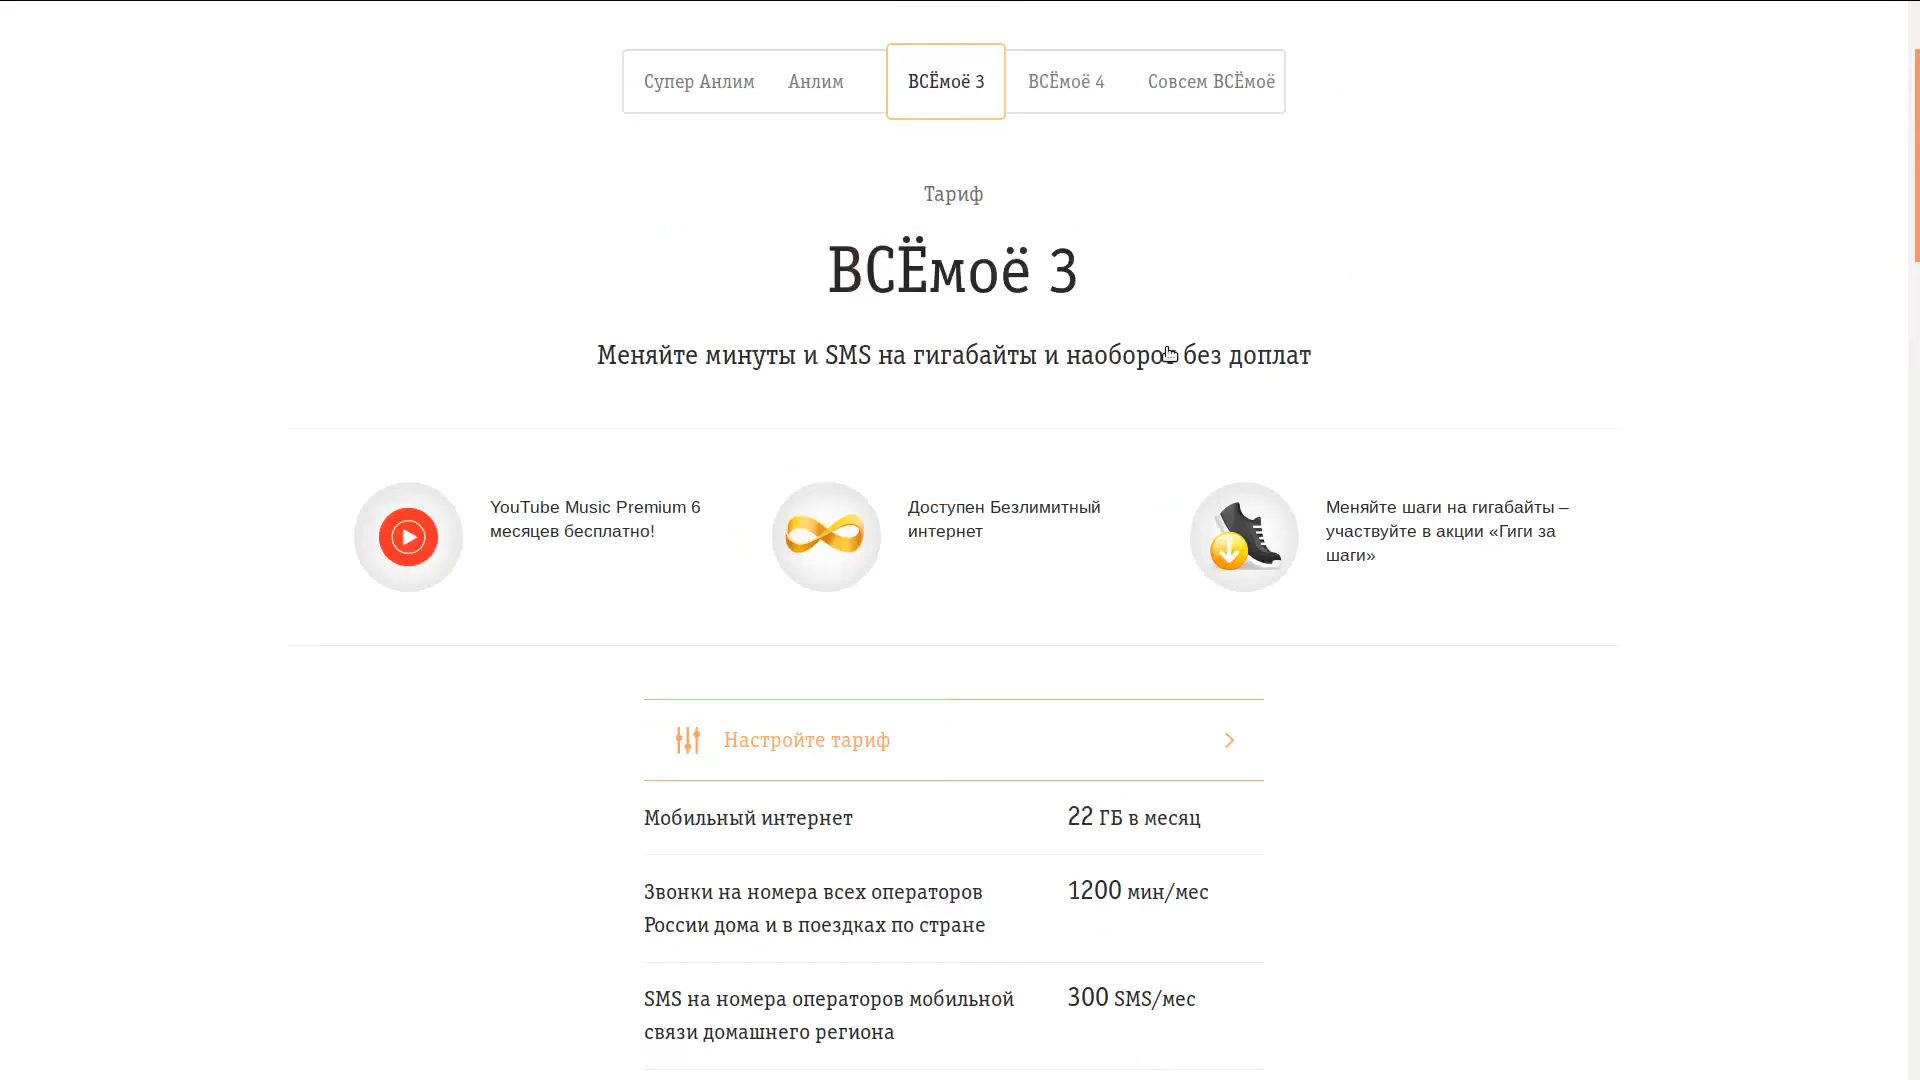 Супер Анлим
Анлим
ВСЁмоё 3
ВСЁмоё 4
Совсем ВСЁмоё
Тариф
ВСЁмоё 3
Меняйте минуты и SMS на гигабайты и наоборот без доплат
YouTube Music Premium 6
месяцев бесплатно!
Доступен Безлимитный
интернет
Меняйте шаги на гигабайты –
участвуйте в акции «Гиги за
шаги»
Настройте тариф
Мобильный интернет
22 ГБ в месяц
Звонки на номера всех операторов
России дома и в поездках по стране
1200 мин/мес
SMS на номера операторов мобильной
связи домашнего региона
300 SMS/мес